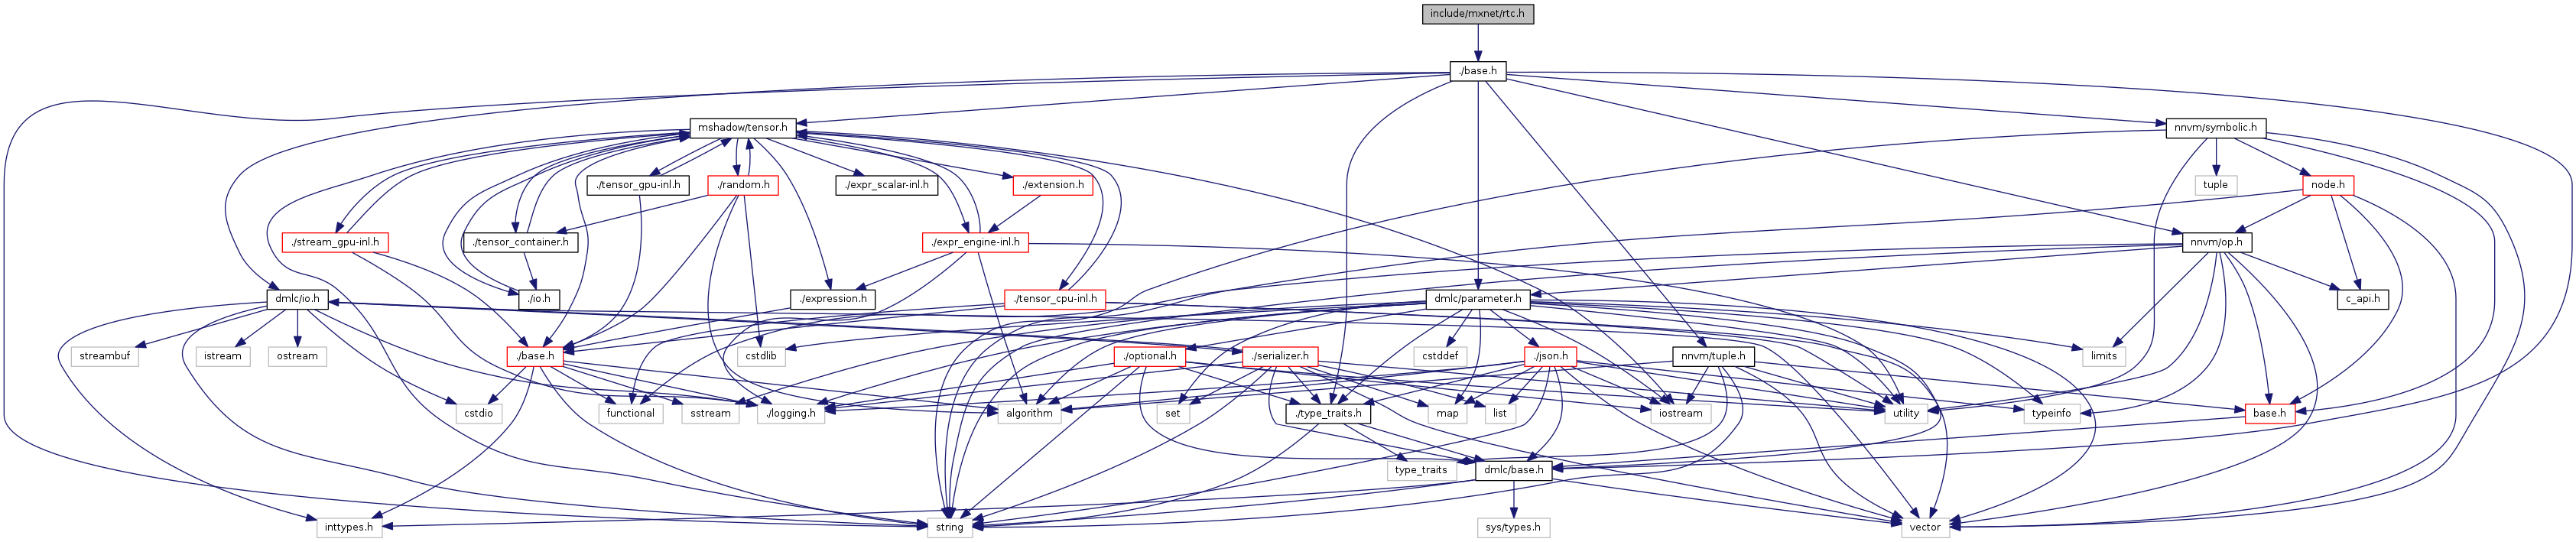 include/mxnet/rtc.h
./base.h
mshadow/tensor.h
nnvm/symbolic.h
./tensor_gpu-inl.h
./random.h
./expr_scalar-inl.h
./extension.h
tuple
node.h
./stream_gpu-inl.h
./tensor_container.h
./expr_engine-inl.h
nnvm/op.h
dmlc/io.h
./io.h
./expression.h
./tensor_cpu-inl.h
dmlc/parameter.h
c_api.h
streambuf
istream
ostream
./base.h
cstdlib
./optional.h
./serializer.h
cstddef
./json.h
nnvm/tuple.h
limits
cstdio
functional
sstream
./logging.h
algorithm
set
./type_traits.h
map
list
iostream
utility
typeinfo
base.h
type_traits
dmlc/base.h
inttypes.h
string
sys/types.h
vector